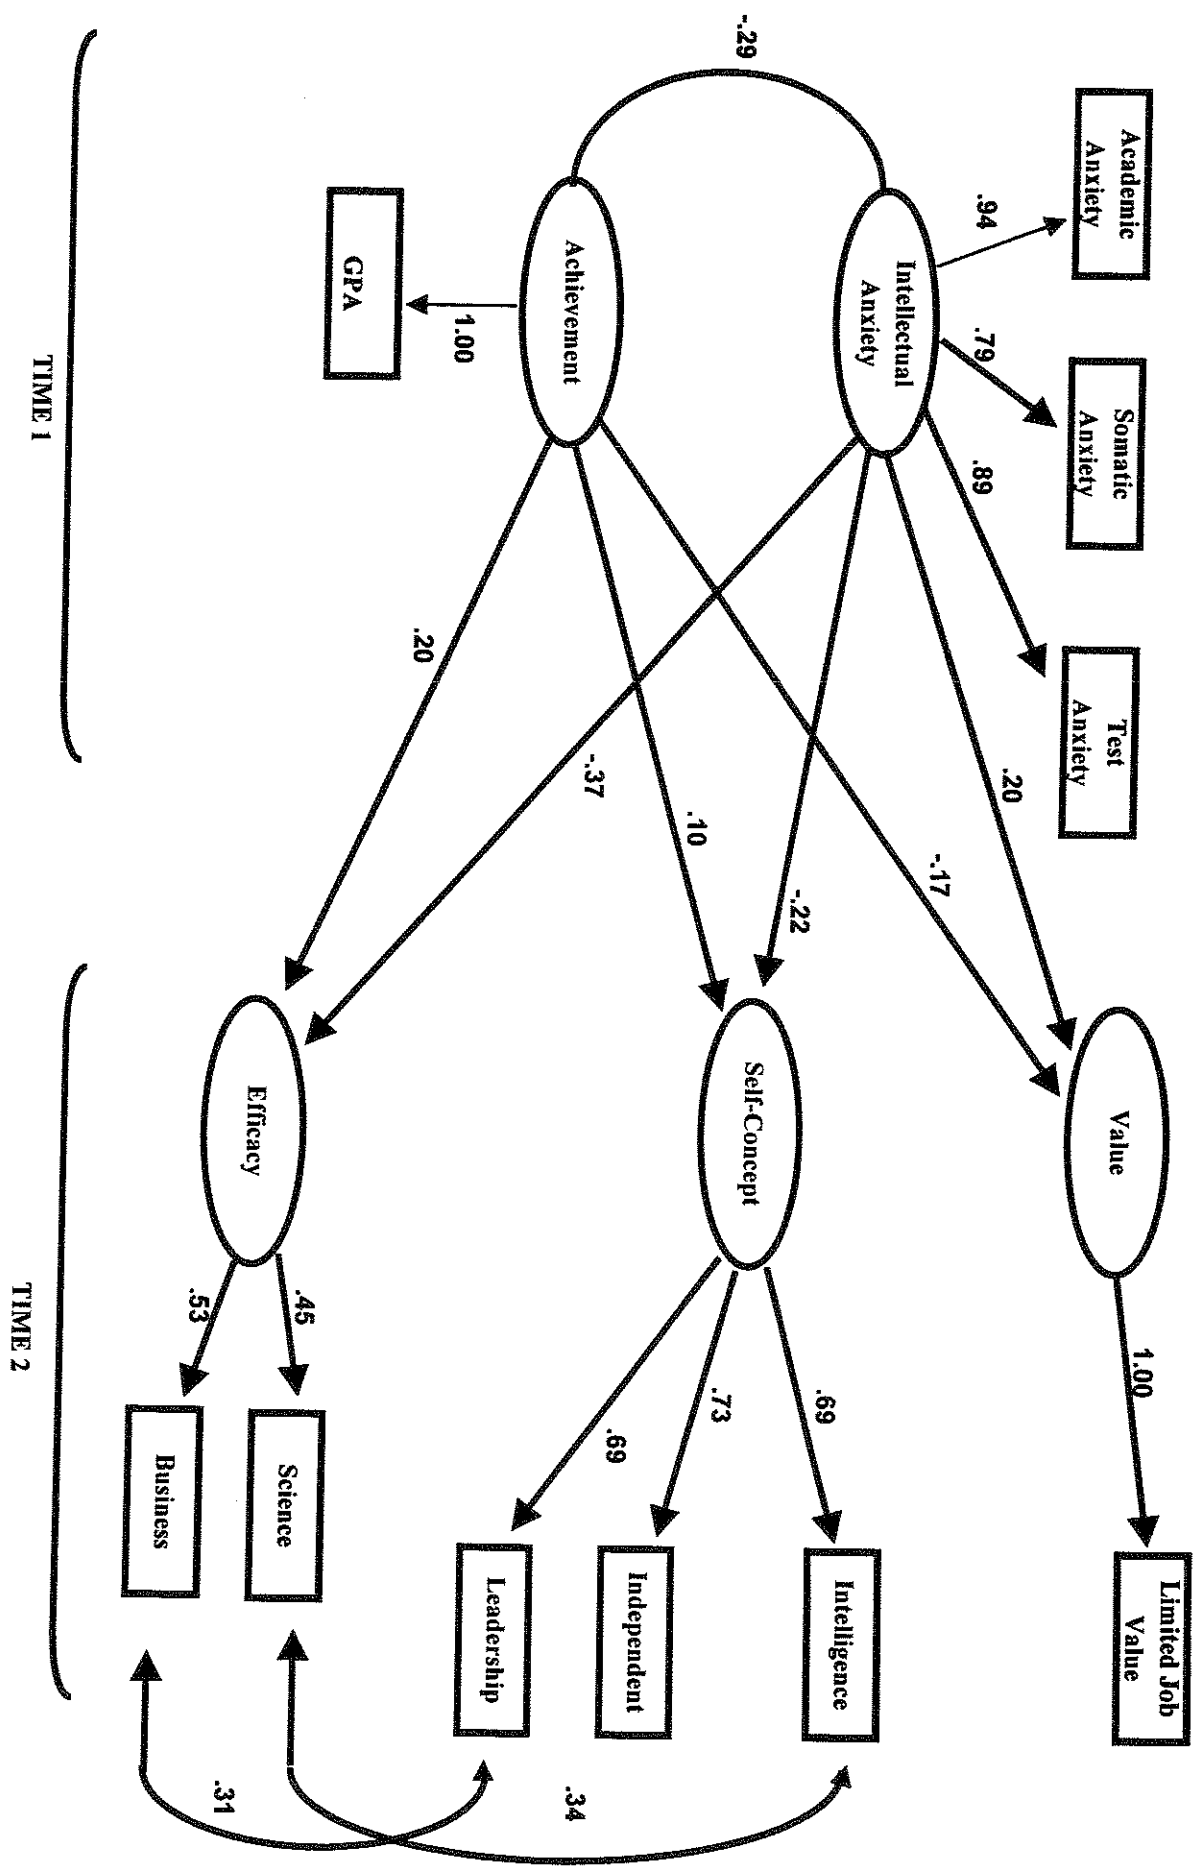 Academic
Anxiety
Somatic
Anxiety
Test
Anxiety
.94
.79
.89
Intellectual
Anxiety
-.29
Achievement
1.00
GPA
.20
-.17
-.22
.10
-.37
.20
Value
1.00
Limited Job
Value
Self-Concept
.69
.73
.69
Intelligence
Independent
Leadership
Efficacy
.45
.53
Science
Business
.34
.31
TIME 1
TIME 2